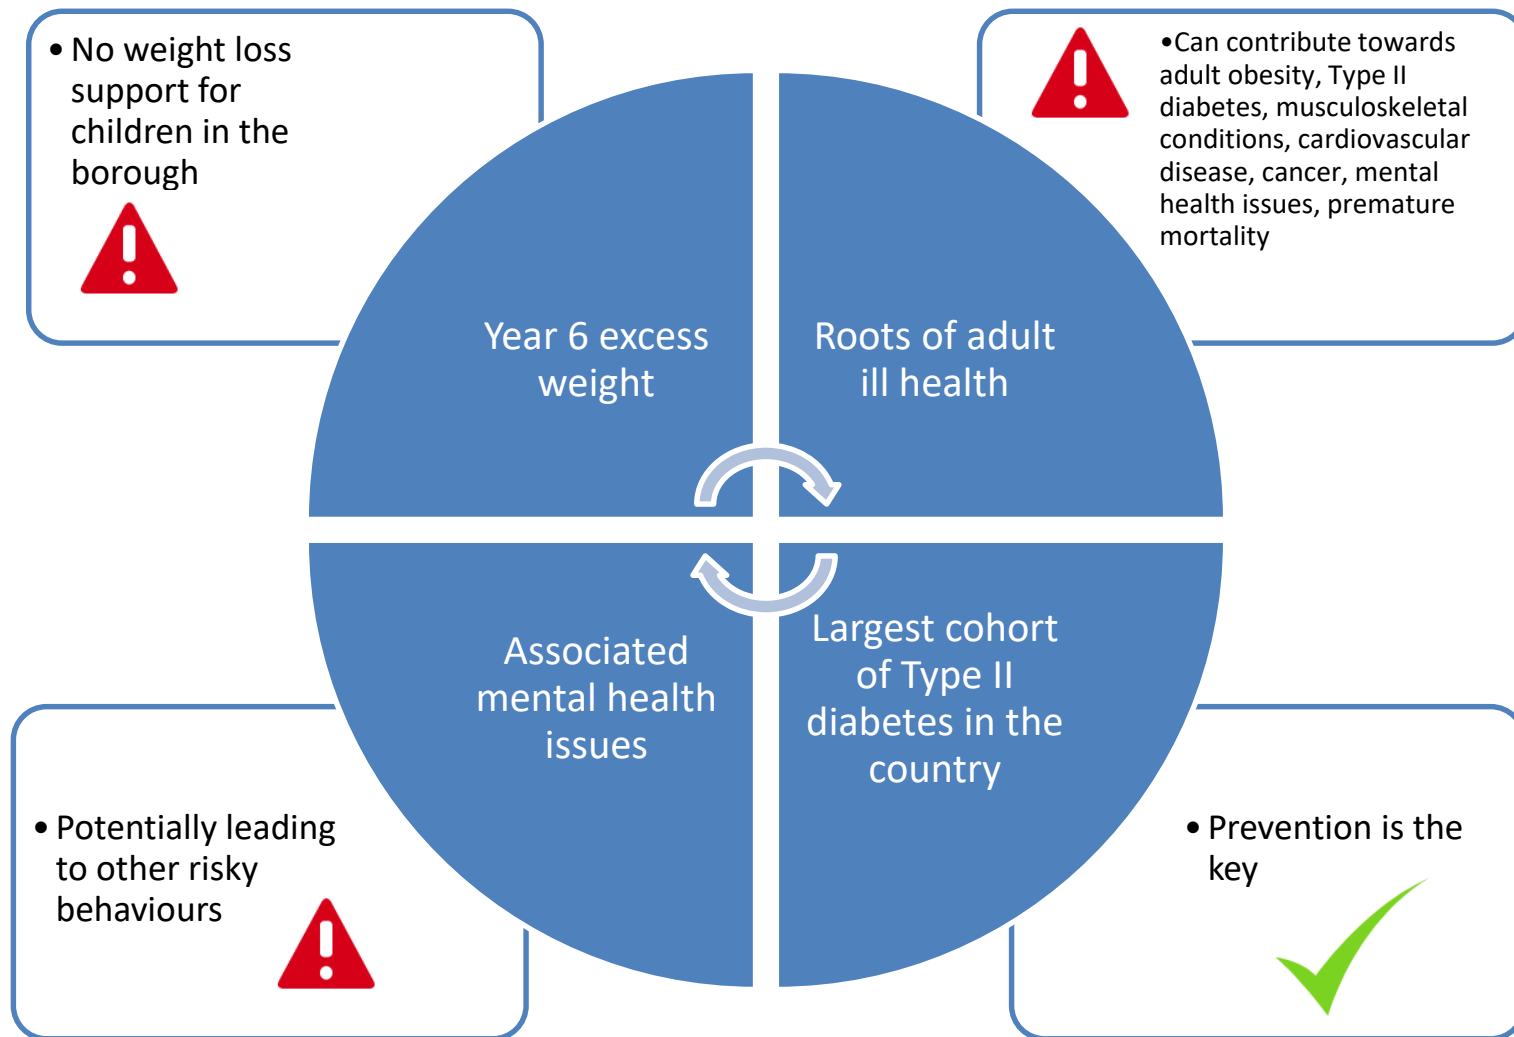 • No weight loss
support for
children in the
borough
•Can contribute towards
adult obesity, Type II
diabetes, musculoskeletal
conditions, cardiovascular
disease, cancer, mental
health issues, premature
mortality
Year 6 excess
weight
Roots of adult
ill health
Associated
mental health
issues
Largest cohort
of Type II
diabetes in the
country
• Potentially leading
to other risky
behaviours
• Prevention is the
key